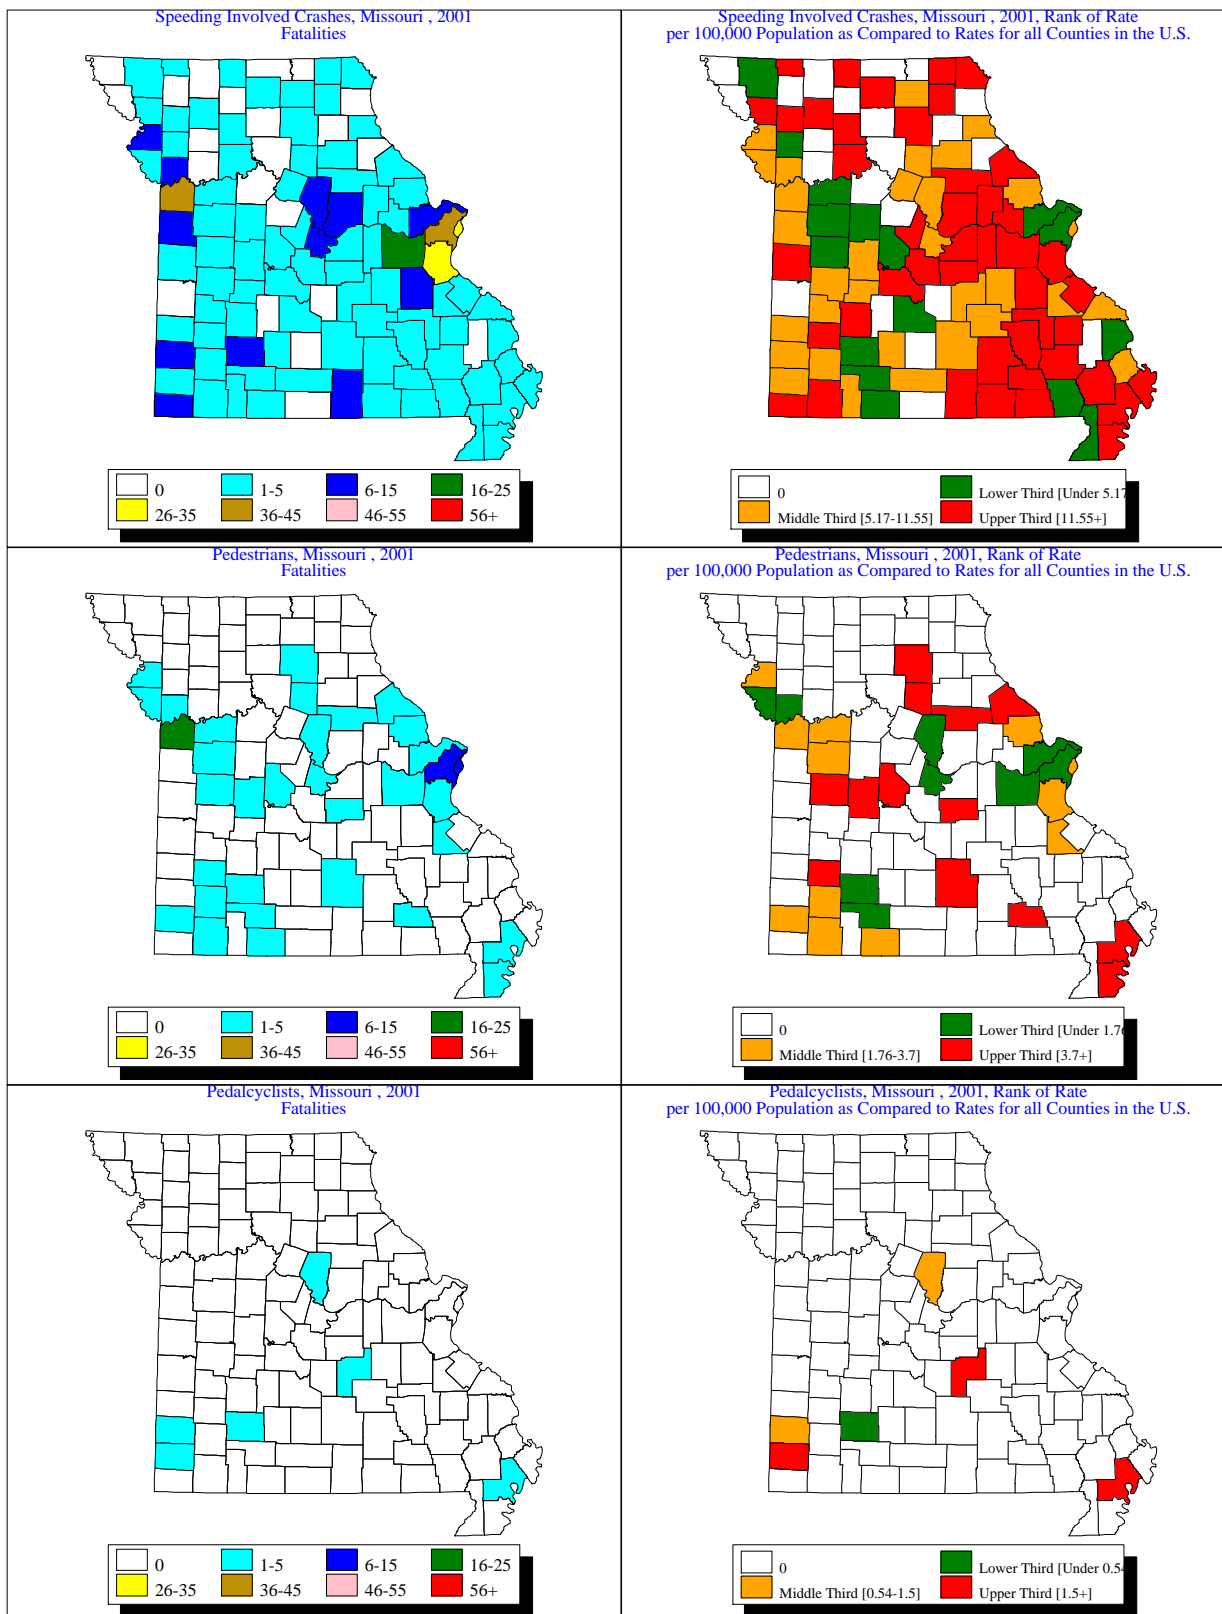 Speeding Involved Crashes, Missouri , 2001
Fatalities
0
1-5
6-15
16-25
26-35
36-45
46-55
56+
Speeding Involved Crashes, Missouri , 2001, Rank of Rate
per 100,000 Population as Compared to Rates for all Counties in the U.S.
0
Lower Third [Under 5.17
Middle Third [5.17-11.55]
Upper Third [11.55+]
Pedestrians, Missouri , 2001
Fatalities
0
1-5
6-15
16-25
26-35
36-45
46-55
56+
Pedestrians, Missouri , 2001, Rank of Rate
per 100,000 Population as Compared to Rates for all Counties in the U.S.
0
Lower Third [Under 1.76
Middle Third [1.76-3.7]
Upper Third [3.7+]
Pedalcyclists, Missouri , 2001
Fatalities
0
1-5
6-15
16-25
26-35
36-45
46-55
56+
Pedalcyclists, Missouri , 2001, Rank of Rate
per 100,000 Population as Compared to Rates for all Counties in the U.S.
0
Lower Third [Under 0.54
Middle Third [0.54-1.5]
Upper Third [1.5+]